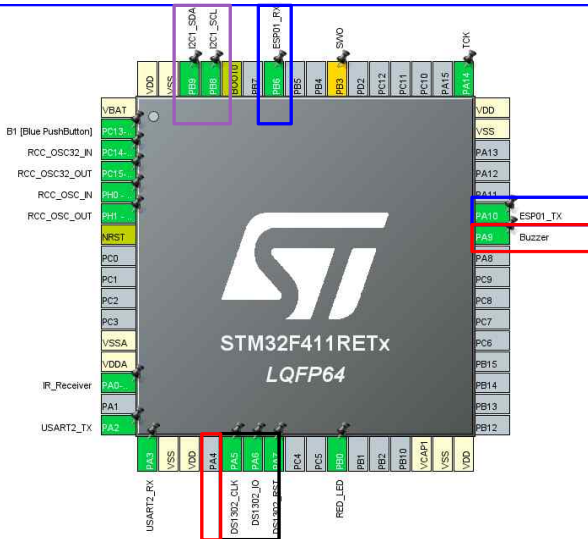 I2C1_SDA
I2C1_SCL
ESP01_RX
SWO
TCK
VDD
VSS
PB9
PB8
BOOT0
PB7
PB6
PB5
PB4
PB3
PD2
PC12
PC11
PC10
PA15
PA14
VBAT
B1 [Blue PushButton] PC13-..
RCC_OSC32_IN PC14-..
RCC_OSC32_OUT PC15-..
RCC_OSC_IN PH0 -..
RCC_OSC_OUT PH1 -..
NRST
PC0
PC1
PC2
PC3
VSSA
VDDA
IR_Receiver PA0-..
PA1
USART2_TX PA2
VDD
VSS
PA13
PA12
PA11
PA10 ESP01_TX
PA9 Buzzer
PA8
PC9
PC8
PC7
PC6
PB15
PB14
PB13
PB12
ST
STM32F411RETx
LQFP64
PA3
VSS
VDD
PA4
PA5
PA6
PA7
PC4
PC5
PB0
PB1
PB2
PB10
VCAP1
VSS
VDD
USART2_RX
DS1302_CLK
DS1302_IO
DS1302_RST
RED_LED